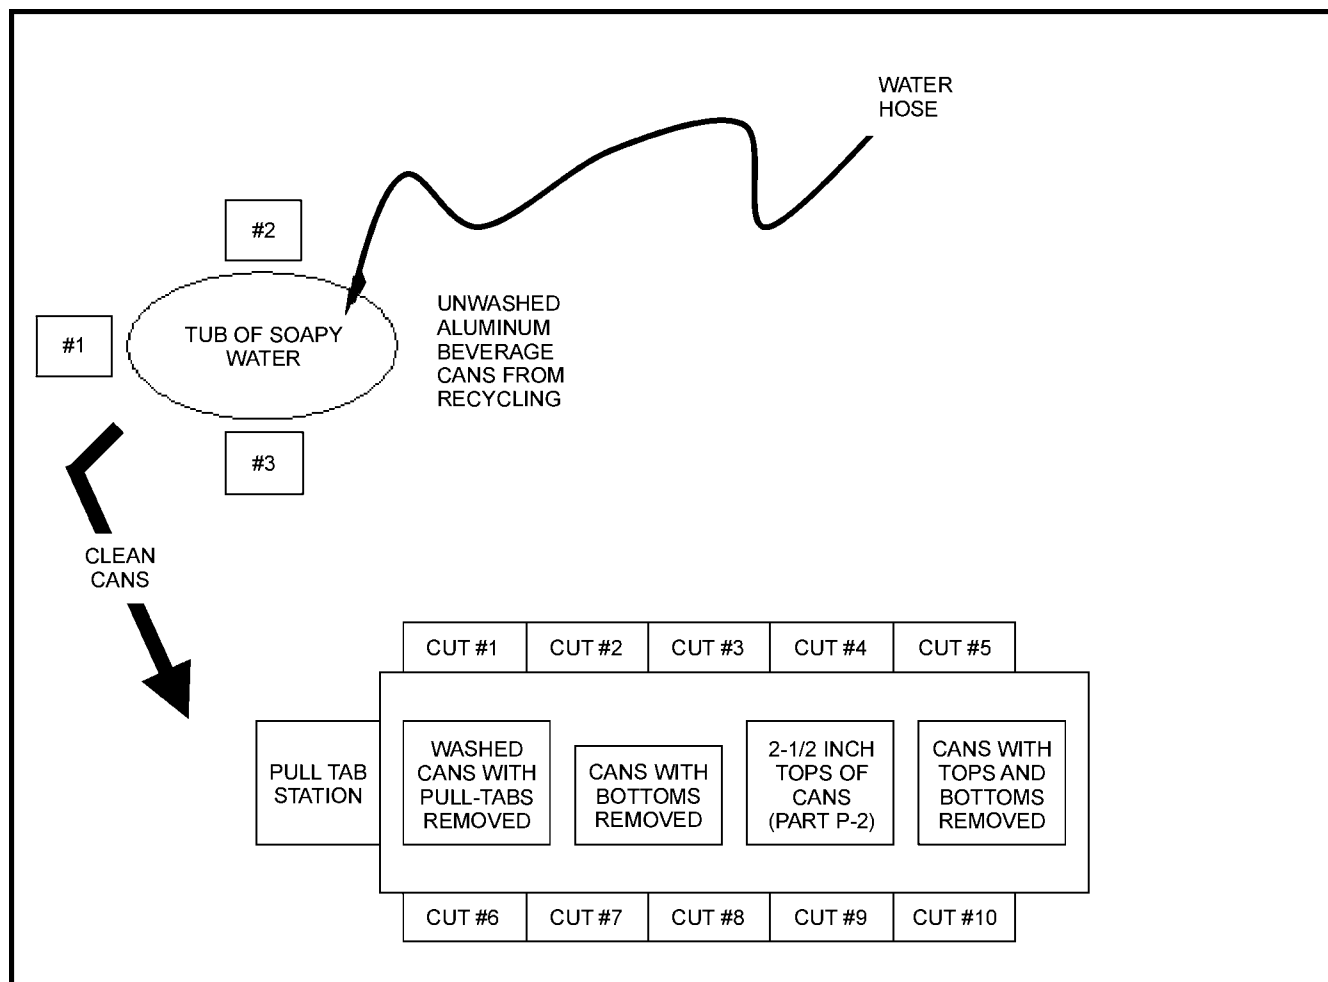 WATER
HOSE
#2
UNWASHED
ALUMINUM
BEVERAGE
CANS FROM
RECYCLING
TUB OF SOAPY
WATER
#1
#3
CLEAN
CANS
CUT #1
CUT #2
CUT #3
CUT #4
CUT #5
PULL TAB
STATION
WASHED
CANS WITH
PULL-TABS
REMOVED
CANS WITH
BOTTOMS
REMOVED
2-1/2 INCH
TOPS OF
CANS
(PART P-2)
CANS WITH
TOPS AND
BOTTOMS
REMOVED
CUT #6
CUT #7
CUT #8
CUT #9
CUT #10